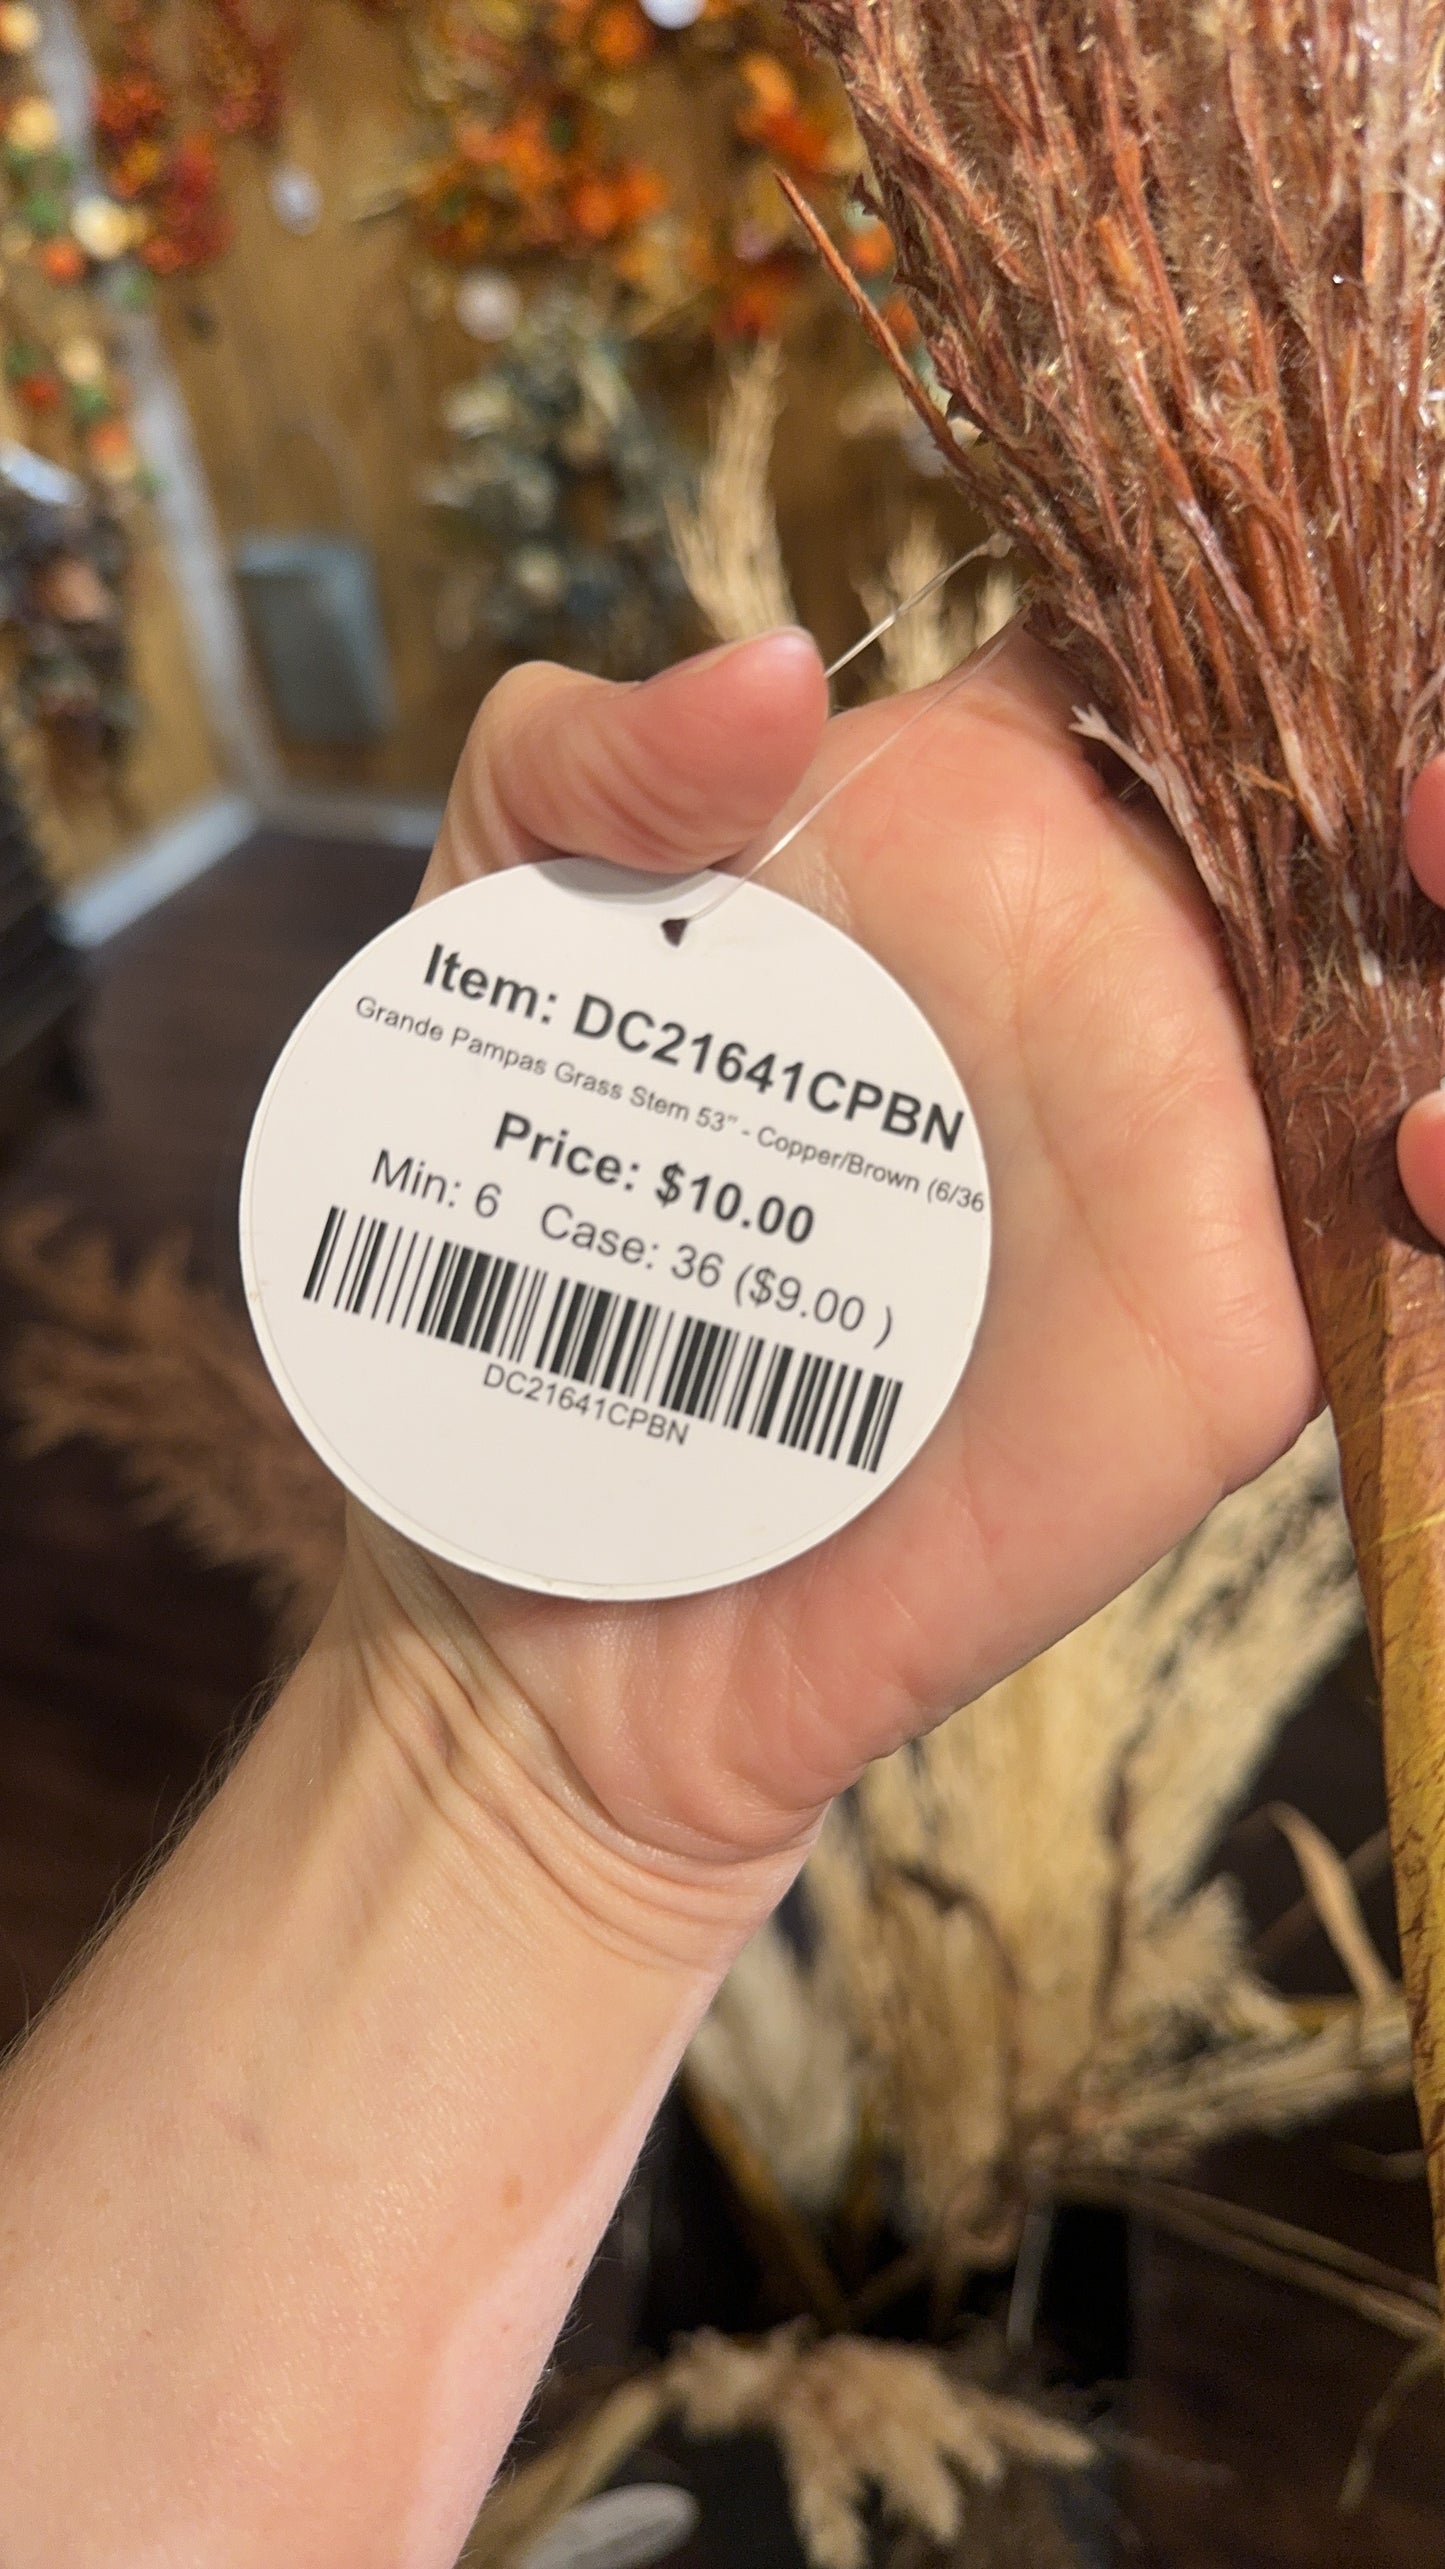 Item: DC21641CPBN
Grande Pampas Grass Stem 53" - Copper/Brown (6/36
Price: $10.00
Min: 6 Case: 36 ($9.00 )
DC21641CPBN